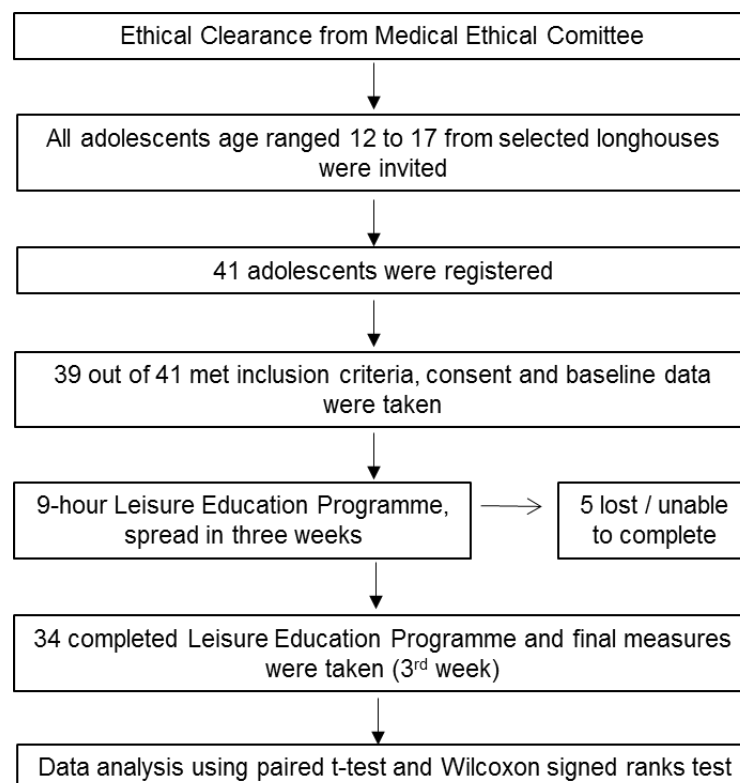 Ethical Clearance from Medical Ethical Comittee
All adolescents age ranged 12 to 17 from selected longhouses
were invited
41 adolescents were registered
39 out of 41 met inclusion criteria, consent and baseline data
were taken
9-hour Leisure Education Programme,
spread in three weeks
5 lost / unable
to complete
34 completed Leisure Education Programme and final measures
were taken (3rd week)
Data analysis using paired t-test and Wilcoxon signed ranks test